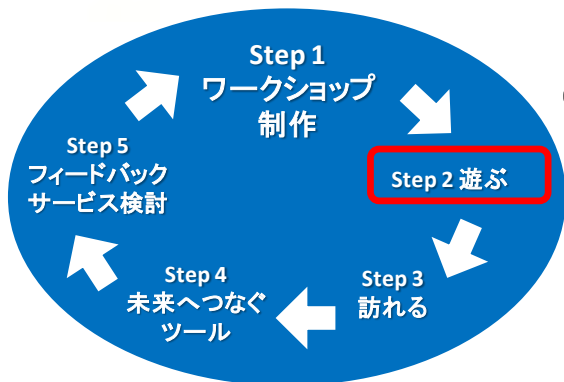 Step 1
ワークショップ
制作
Step 2 遊ぶ
Step 3
訪れる
Step 4
未来へつなぐ
ツール
Step 5
フィードバック
サービス検討